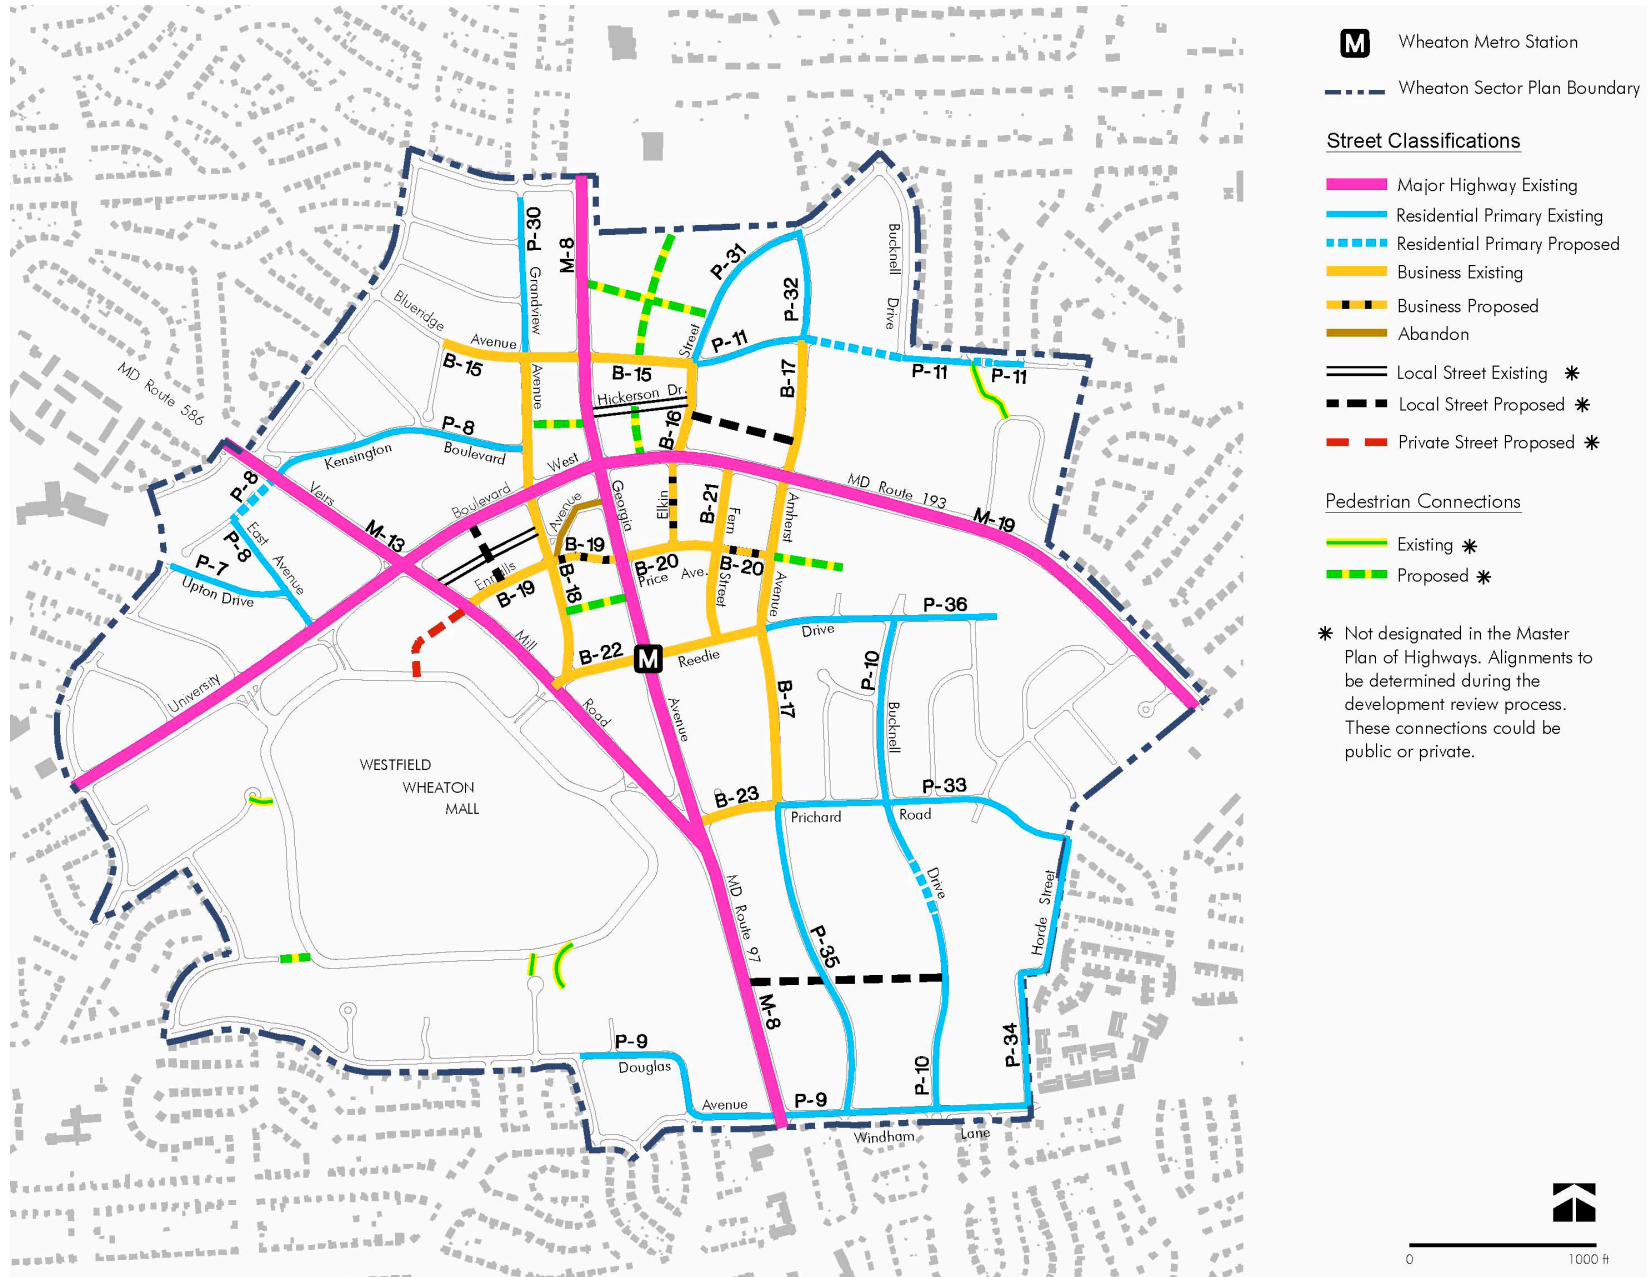 M Wheaton Metro Station
Wheaton Sector Plan Boundary
Street Classifications
Major Highway Existing
Residential Primary Existing
Residential Primary Proposed
Business Existing
Business Proposed
Abandon
Local Street Existing *
Local Street Proposed *
Private Street Proposed *
Pedestrian Connections
Existing *
Proposed *
* Not designated in the Master
Plan of Highways. Alignments to
be determined during the
development review process.
These connections could be
public or private.
0 1000 ft
P-30
M-8
P-31
Bucknell Drive
Grandview Avenue
P-32
Blueridge Avenue
Street
P-11
B-15
B-15
B-17
P-11
P-11
MD Route 586
Hickerson Dr.
P-8
Kensington Boulevard
B-16
West
P-8
Veirs
Boulevard
Avenue
Georgia
Elkin
B-21
Fern
Amherst
MD Route 193
M-19
M-13
P-8
East Avenue
P-7
Upton Drive
Ennalls
B-19
B-19
B-18
B-20
Price Ave.
B-20
Street
Avenue
P-36
Drive
Mill
B-22
M
Reedie
P-10
University
Road
Avenue
B-17
Bucknell
WESTFIELD
WHEATON
MALL
B-23
P-33
Prichard
Road
MD Route 97
Drive
Horde Street
P-35
M-8
P-34
P-9
Douglas
P-10
Avenue
P-9
Windham Lane